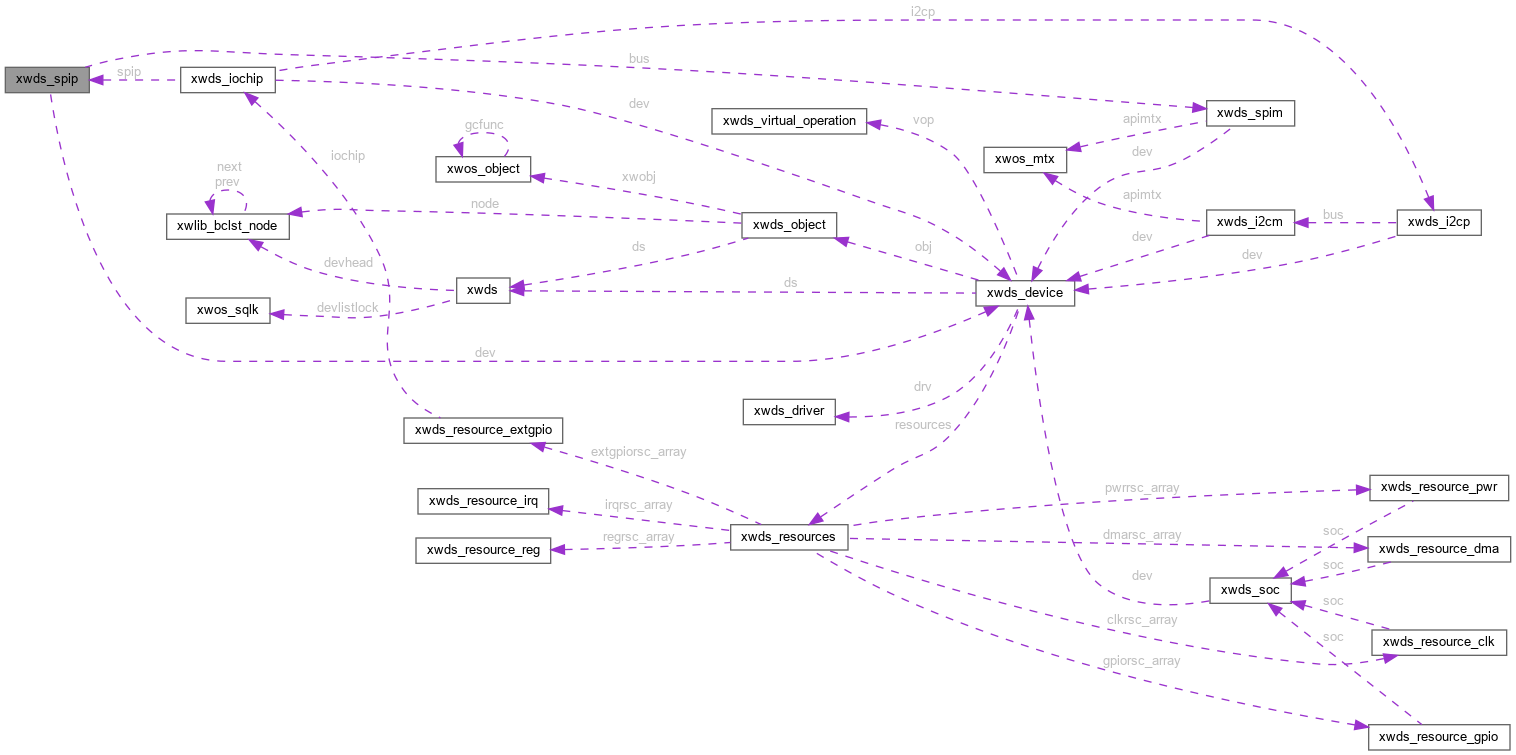 i2cp
bus
xwds_spip
spip
xwds_iochip
dev
xwds_virtual_operation
vop
apimtx
xwds_spim
gcfunc
xwos_object
iochip
xwos_mtx
dev
next
prev
xwobj
node
apimtx
xwlib_bclst_node
xwds_object
xwds_i2cm
bus
xwds_i2cp
ds
obj
dev
dev
devhead
xwds
ds
xwds_device
xwos_sqlk
devlistlock
dev
drv
xwds_driver
resources
xwds_resource_extgpio
extgpiorsc_array
xwds_resource_irq
irqrsc_array
pwrrsc_array
xwds_resource_pwr
xwds_resource_reg
regrsc_array
xwds_resources
dmarsc_array
soc
xwds_resource_dma
soc
dev
xwds_soc
soc
clkrsc_array
soc
xwds_resource_clk
gpiorsc_array
xwds_resource_gpio